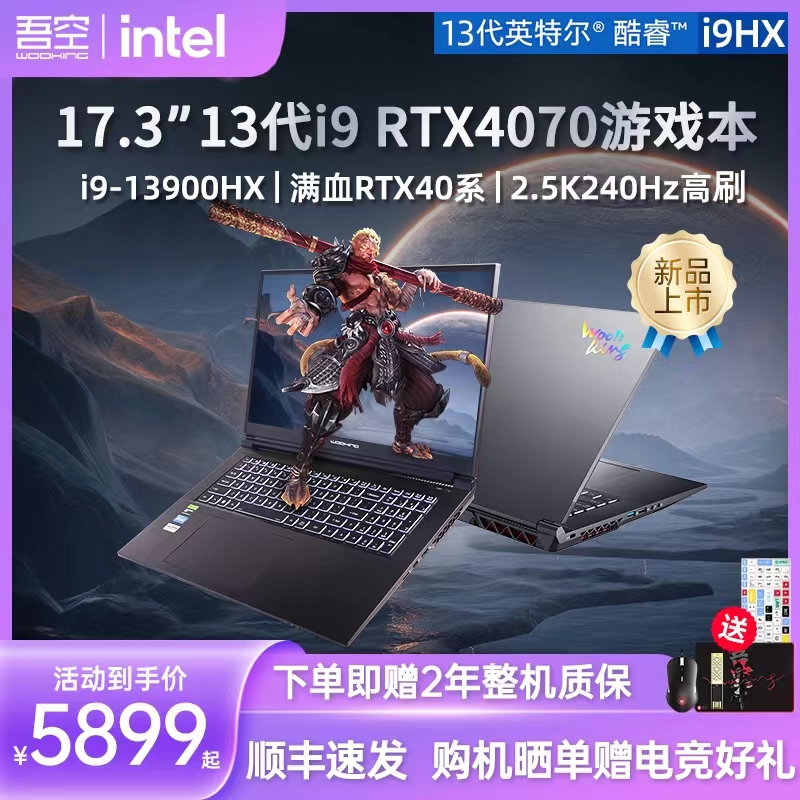 吾空 | intel
WOOKING
13代英特尔® 酷睿™ i9HX
17.3”13代i9 RTX4070游戏本
i9-13900HX | 满血RTX40系 | 2.5K240Hz高刷
新品
上市
Wooking
WOOKING
送
活动到手价
¥5899起
下单即赠2年整机质保
顺丰速发 购机晒单赠电竞好礼